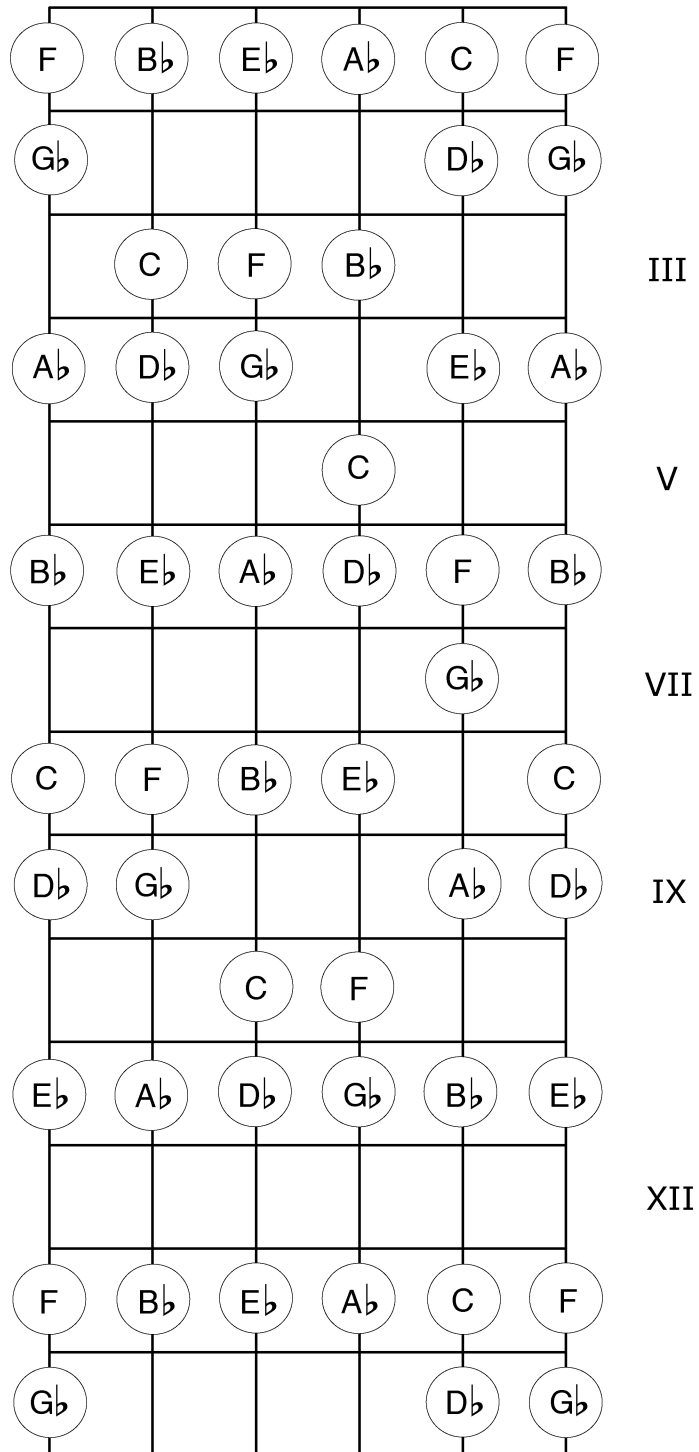 F B♭ E♭ A♭ C F
G♭ D♭ G♭
C F B♭ III
A♭ D♭ G♭ E♭ A♭
C V
B♭ E♭ A♭ D♭ F B♭
G♭ VII
C F B♭ E♭ C
D♭ G♭ A♭ D♭ IX
C F
E♭ A♭ D♭ G♭ B♭ E♭
XII
F B♭ E♭ A♭ C F
G♭ D♭ G♭